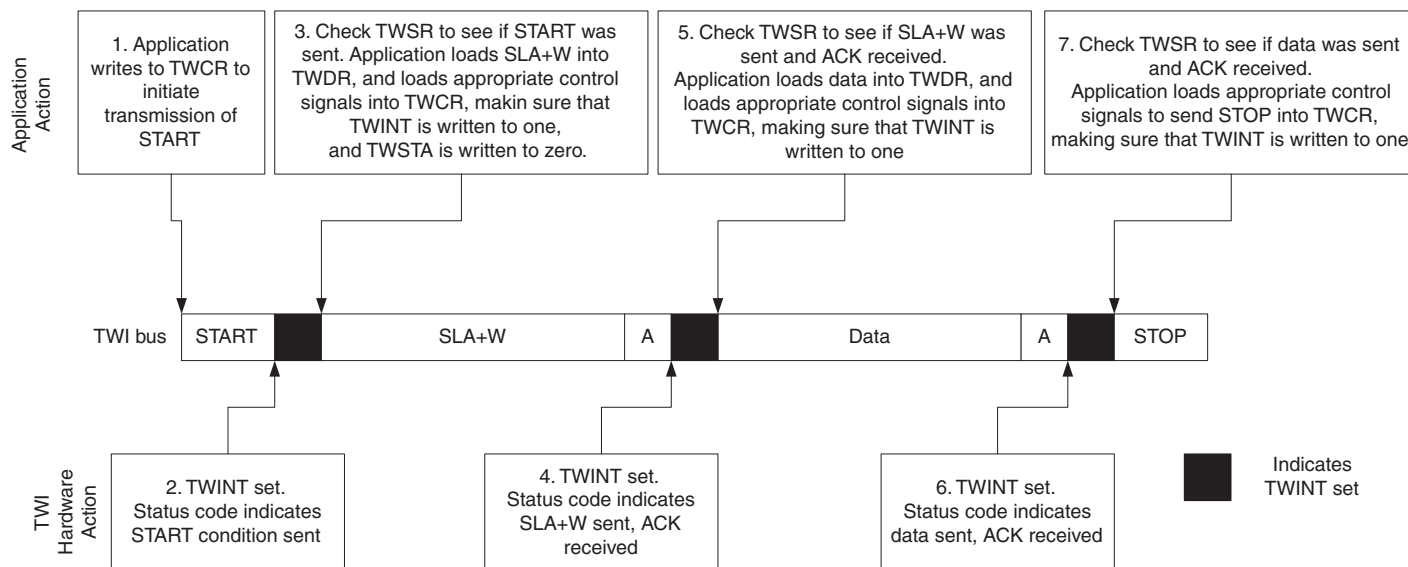 Application
Action
1. Application
writes to TWCR to
initiate
transmission of
START
3. Check TWSR to see if START was
sent. Application loads SLA+W into
TWDR, and loads appropriate control
signals into TWCR, makin sure that
TWINT is written to one,
and TWSTA is written to zero.
5. Check TWSR to see if SLA+W was
sent and ACK received.
Application loads data into TWDR, and
loads appropriate control signals into
TWCR, making sure that TWINT is
written to one
7. Check TWSR to see if data was sent
and ACK received.
Application loads appropriate control
signals to send STOP into TWCR,
making sure that TWINT is written to one
TWI bus
START
SLA+W
A
Data
A
STOP
TWI
Hardware
Action
2. TWINT set.
Status code indicates
START condition sent
4. TWINT set.
Status code indicates
SLA+W sent, ACK
received
6. TWINT set.
Status code indicates
data sent, ACK received
Indicates
TWINT set